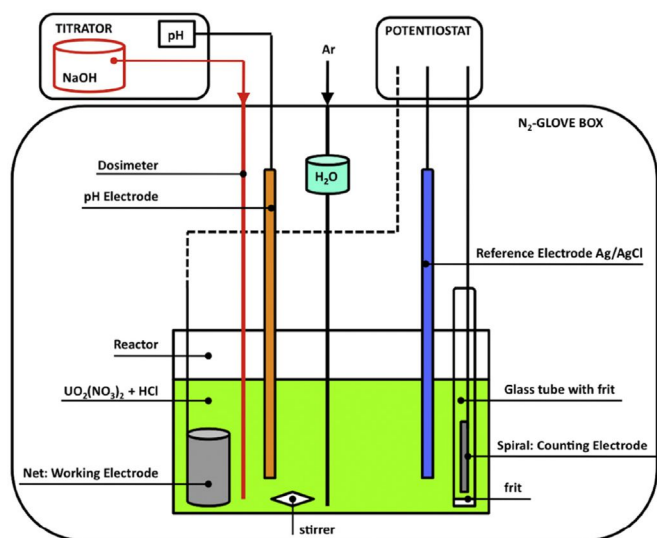 TITRATOR
pH
NaOH
Ar
POTENTIOSTAT
N₂-GLOVE BOX
Dosimeter
H₂O
pH Electrode
Reference Electrode Ag/AgCl
Reactor
UO₂(NO₃)₂ + HCl
Glass tube with frit
Spiral: Counting Electrode
Net: Working Electrode
frit
stirrer